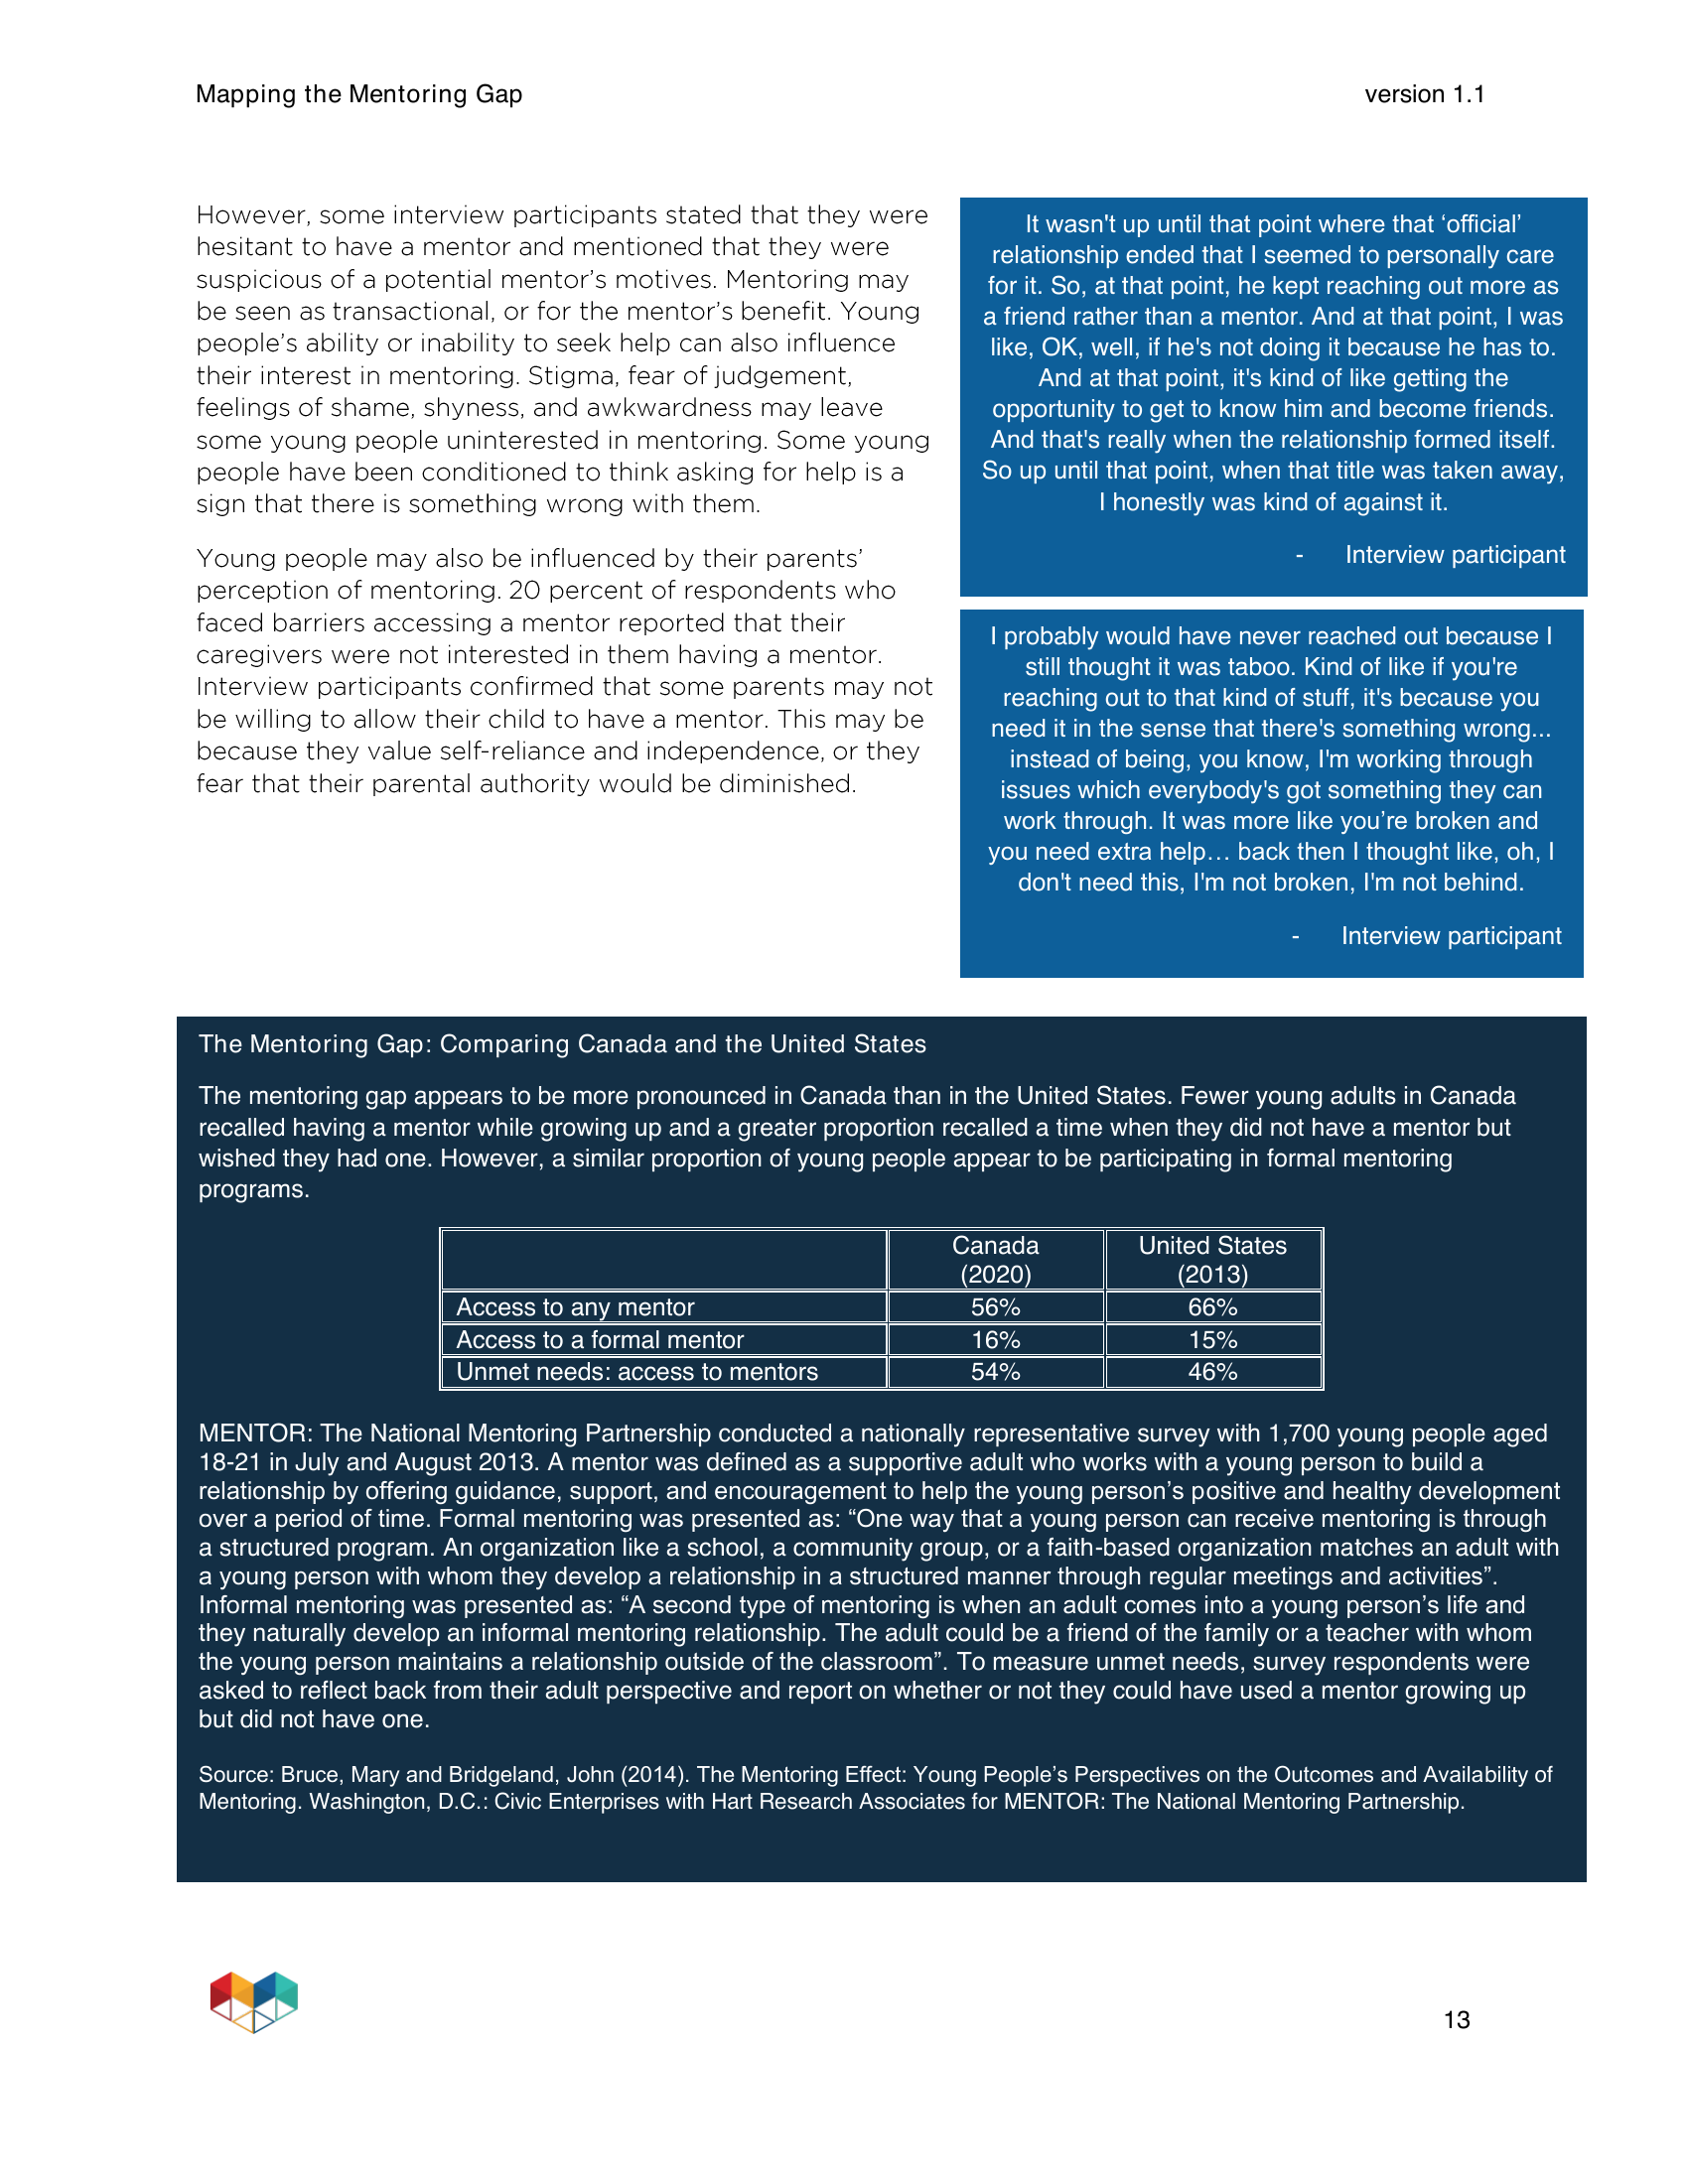 Mapping the Mentoring Gap
version 1.1
However, some interview participants stated that they were
hesitant to have a mentor and mentioned that they were
suspicious of a potential mentor’s motives. Mentoring may
be seen as transactional, or for the mentor’s benefit. Young
people’s ability or inability to seek help can also influence
their interest in mentoring. Stigma, fear of judgement,
feelings of shame, shyness, and awkwardness may leave
some young people uninterested in mentoring. Some young
people have been conditioned to think asking for help is a
sign that there is something wrong with them.
Young people may also be influenced by their parents’
perception of mentoring. 20 percent of respondents who
faced barriers accessing a mentor reported that their
caregivers were not interested in them having a mentor.
Interview participants confirmed that some parents may not
be willing to allow their child to have a mentor. This may be
because they value self-reliance and independence, or they
fear that their parental authority would be diminished.
It wasn't up until that point where that ‘official’
relationship ended that I seemed to personally care
for it. So, at that point, he kept reaching out more as
a friend rather than a mentor. And at that point, I was
like, OK, well, if he's not doing it because he has to.
And at that point, it's kind of like getting the
opportunity to get to know him and become friends.
And that's really when the relationship formed itself.
So up until that point, when that title was taken away,
I honestly was kind of against it.
- Interview participant
I probably would have never reached out because I
still thought it was taboo. Kind of like if you're
reaching out to that kind of stuff, it's because you
need it in the sense that there's something wrong...
instead of being, you know, I'm working through
issues which everybody's got something they can
work through. It was more like you’re broken and
you need extra help… back then I thought like, oh, I
don't need this, I'm not broken, I'm not behind.
- Interview participant
The Mentoring Gap: Comparing Canada and the United States
The mentoring gap appears to be more pronounced in Canada than in the United States. Fewer young adults in Canada
recalled having a mentor while growing up and a greater proportion recalled a time when they did not have a mentor but
wished they had one. However, a similar proportion of young people appear to be participating in formal mentoring
programs.
Canada United States
(2020) (2013)
Access to any mentor 56% 66%
Access to a formal mentor 16% 15%
Unmet needs: access to mentors 54% 46%
MENTOR: The National Mentoring Partnership conducted a nationally representative survey with 1,700 young people aged
18-21 in July and August 2013. A mentor was defined as a supportive adult who works with a young person to build a
relationship by offering guidance, support, and encouragement to help the young person’s positive and healthy development
over a period of time. Formal mentoring was presented as: “One way that a young person can receive mentoring is through
a structured program. An organization like a school, a community group, or a faith-based organization matches an adult with
a young person with whom they develop a relationship in a structured manner through regular meetings and activities”.
Informal mentoring was presented as: “A second type of mentoring is when an adult comes into a young person’s life and
they naturally develop an informal mentoring relationship. The adult could be a friend of the family or a teacher with whom
the young person maintains a relationship outside of the classroom”. To measure unmet needs, survey respondents were
asked to reflect back from their adult perspective and report on whether or not they could have used a mentor growing up
but did not have one.
Source: Bruce, Mary and Bridgeland, John (2014). The Mentoring Effect: Young People’s Perspectives on the Outcomes and Availability of
Mentoring. Washington, D.C.: Civic Enterprises with Hart Research Associates for MENTOR: The National Mentoring Partnership.
13